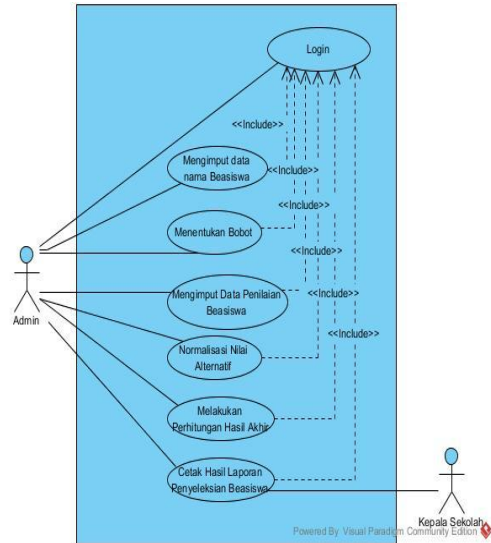 Login
<<Include>>
Mengimput data
nama Beasiswa
<<Include>>
<<Include>>
Menentukan Bobot
<<Include>>
Admin
Mengimput Data Penilaian
Beasiswa
<<Include>>
<<Include>>
Normalisasi Nilai
Alternatif
Melakukan
Perhitungan Hasil Akhir
Cetak Hasil Laporan
Penyeleksian Beasiswa
Kepala Sekolah
Powered By Visual Paradigm Community Edition